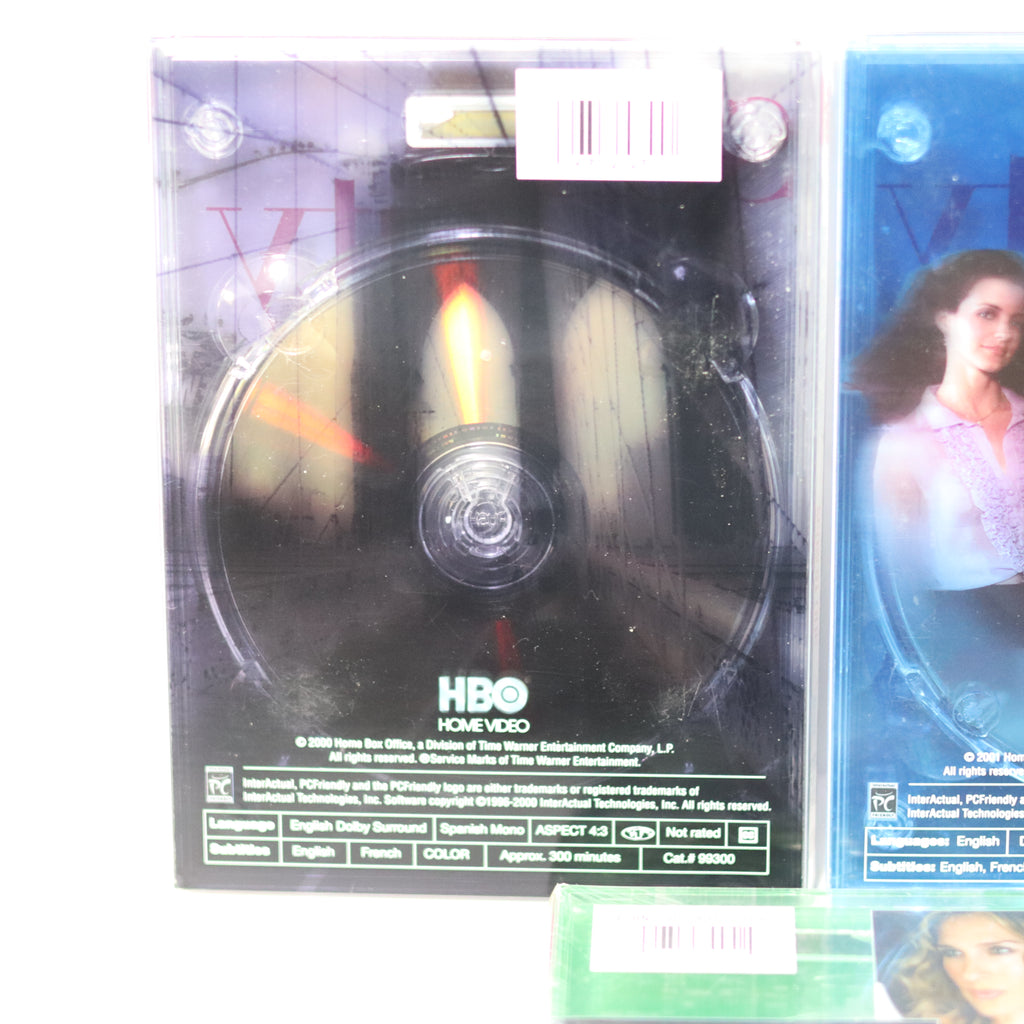 HBO
HOME VIDEO
© 2000 Home Box Office, a Division of Time Warner Entertainment Company, L.P.
All rights reserved. ®Service Marks of Time Warner Entertainment.
PC
InterActual, PCFriendly and the PCFriendly logo are either trademarks or registered trademarks of
InterActual Technologies, Inc. Software copyright ©1996-2000 InterActual Technologies, Inc. All rights reserved.
Language English Dolby Surround Spanish Mono ASPECT 4:3 Not rated
Subtitles English French COLOR Approx. 300 minutes Cat.# 99300
© 2001 Hom
All rights rese
PC
InterActual, PCFriendly a
InterActual Technologies
Languages: English D
Subtitles: English, Frenc